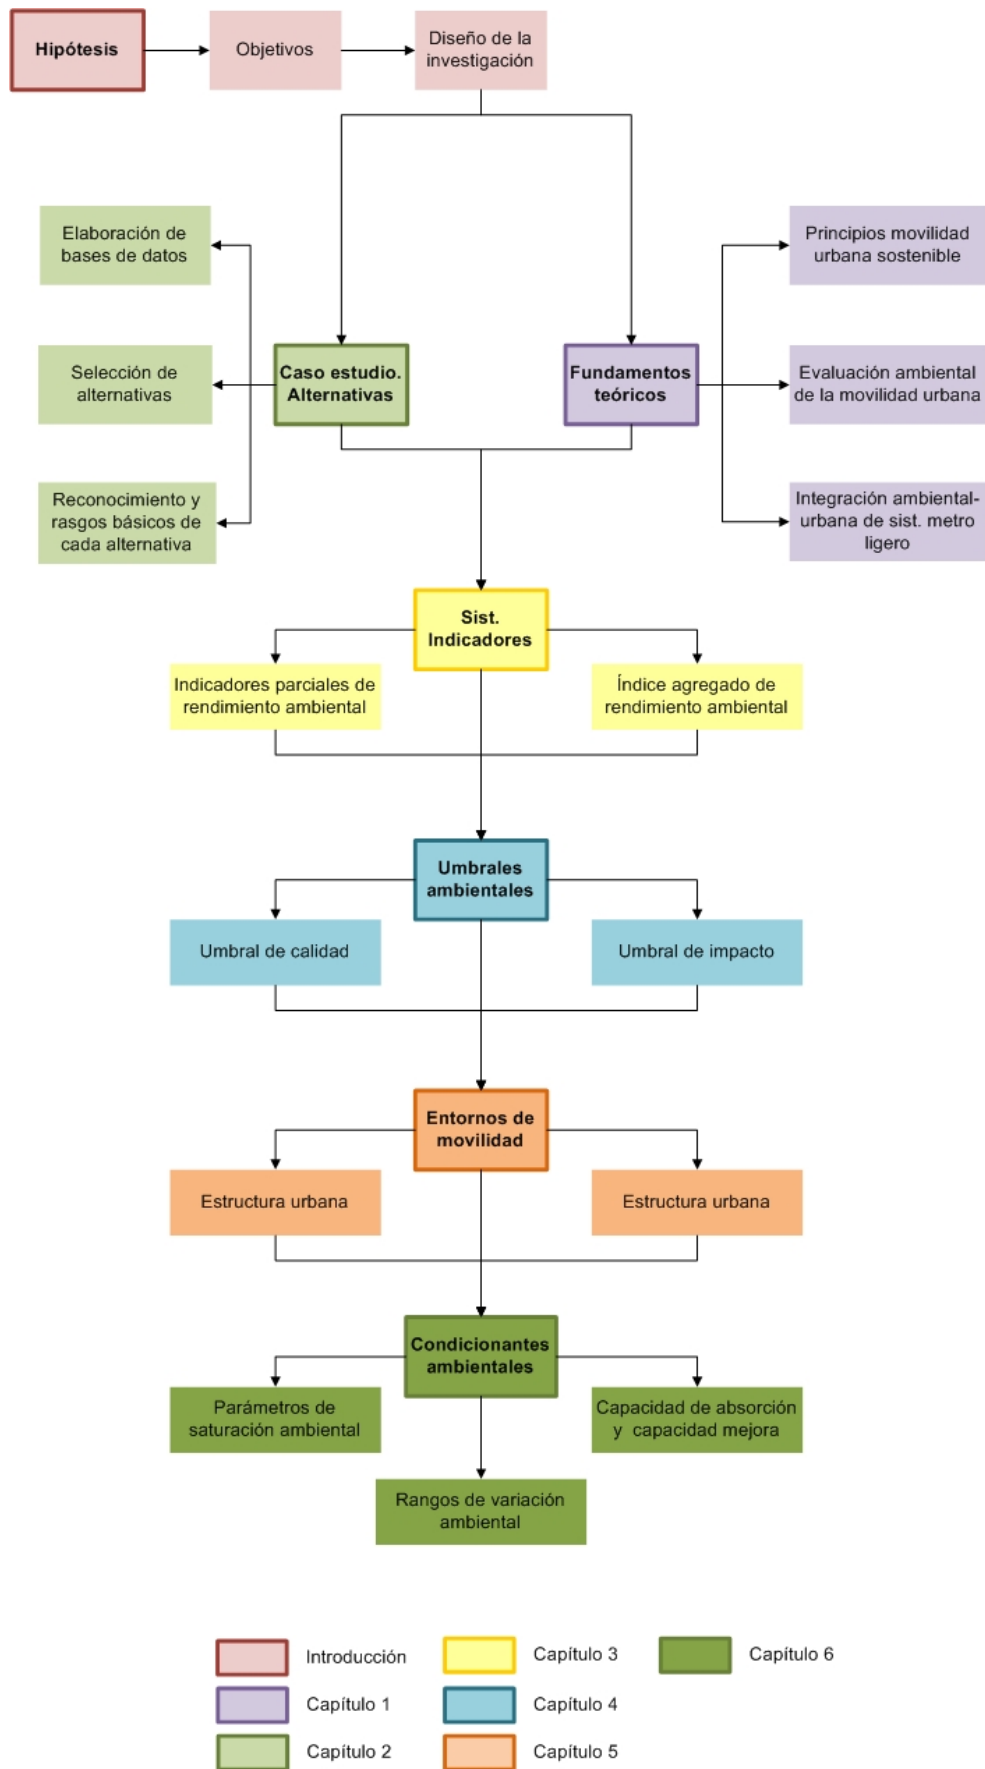 Hipótesis
Objetivos
Diseño de la
investigación
Elaboración de
bases de datos
Principios movilidad
urbana sostenible
Selección de
alternativas
Caso estudio.
Alternativas
Fundamentos
teóricos
Evaluación ambiental
de la movilidad urbana
Reconocimiento y
rasgos básicos de
cada alternativa
Integración ambiental-
urbana de sist. metro
ligero
Sist.
Indicadores
Indicadores parciales de
rendimiento ambiental
Índice agregado de
rendimiento ambiental
Umbrales
ambientales
Umbral de calidad
Umbral de impacto
Entornos de
movilidad
Estructura urbana
Estructura urbana
Condicionantes
ambientales
Parámetros de
saturación ambiental
Capacidad de absorción
y capacidad mejora
Rangos de variación
ambiental
Introducción
Capítulo 3
Capítulo 6
Capítulo 1
Capítulo 4
Capítulo 2
Capítulo 5